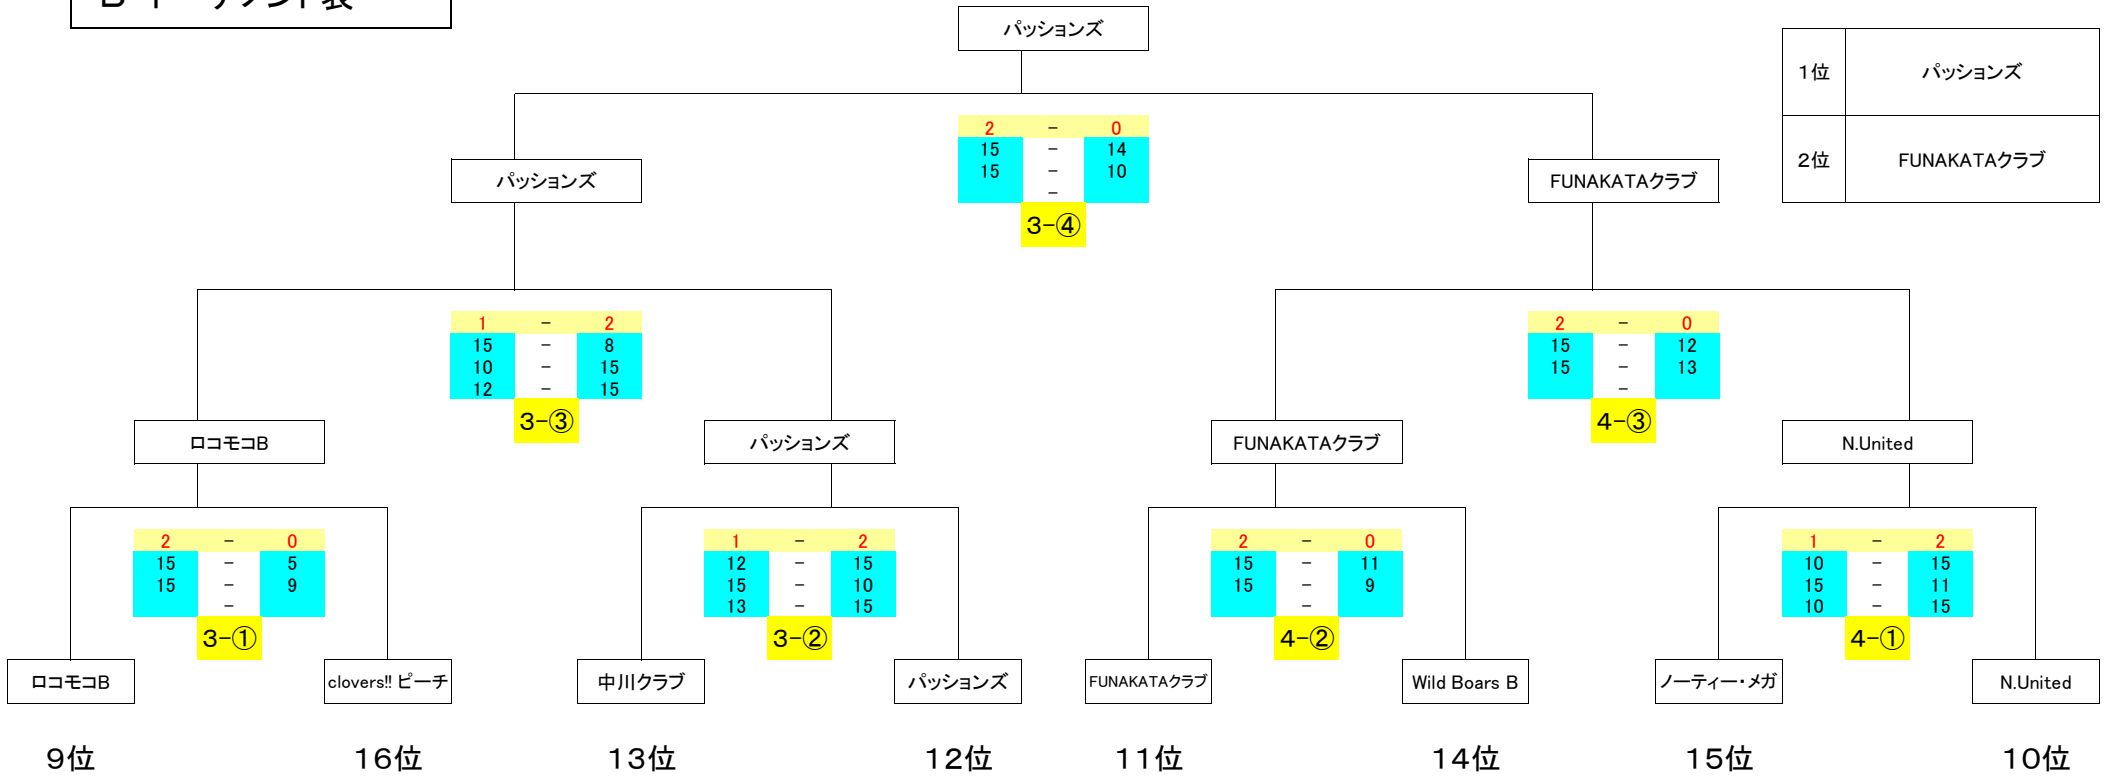 パッションズ
1位 パッションズ
2 - 0
15 - 14
15 - 10
-
3-④
パッションズ
FUNAKATAクラブ
2位 FUNAKATAクラブ
1 - 2
15 - 8
10 - 15
12 - 15
3-③
2 - 0
15 - 12
15 - 13
-
4-③
ロコモコB
パッションズ
FUNAKATAクラブ
N.United
2 - 0
15 - 5
15 - 9
-
3-①
1 - 2
12 - 15
15 - 10
13 - 15
3-②
2 - 0
15 - 11
15 - 9
-
4-②
1 - 2
10 - 15
15 - 11
10 - 15
4-①
ロコモコB
clovers!! ピーチ
中川クラブ
パッションズ
FUNAKATAクラブ
Wild Boars B
ノーティー・メガ
N.United
9位
16位
13位
12位
11位
14位
15位
10位